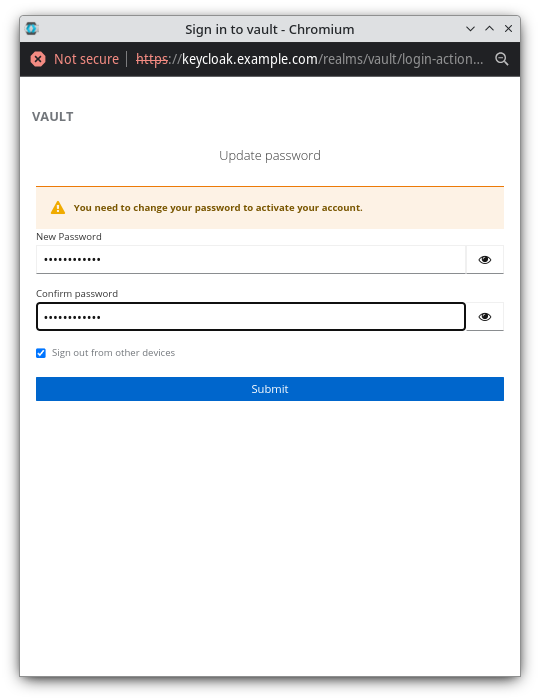 Sign in to vault - Chromium
Not secure https://keycloak.example.com/realms/vault/login-action...
VAULT
Update password
You need to change your password to activate your account.
New Password
••••••••••••
Confirm password
••••••••••••
Sign out from other devices
Submit